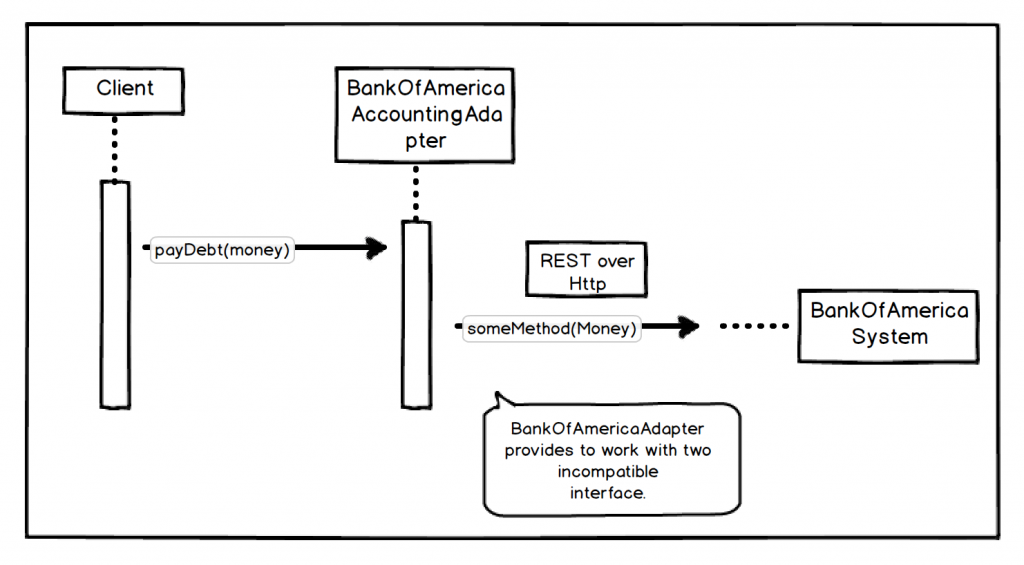 Client
BankOfAmerica
AccountingAda
pter
payDebt(money)
REST over
Http
someMethod(Money)
BankOfAmerica
System
BankOfAmericaAdapter
provides to work with two
incompatible
interface.